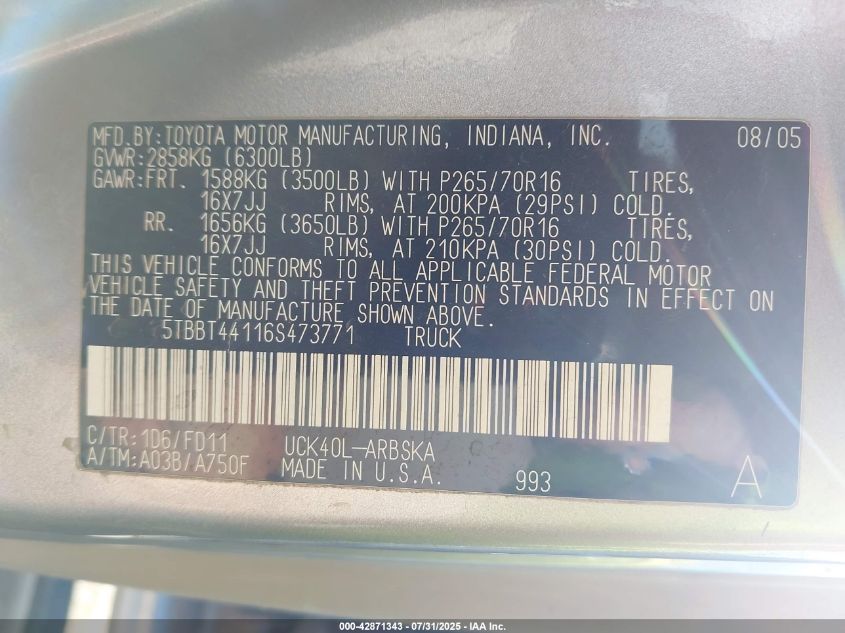 MFD.BY:TOYOTA MOTOR MANUFACTURING, INDIANA, INC. 08/05
GVWR:2858KG (6300LB)
GAWR:FRT. 1588KG (3500LB) WITH P265/70R16 TIRES,
16X7JJ RIMS, AT 200KPA (29PSI) COLD.
RR. 1656KG (3650LB) WITH P265/70R16 TIRES,
16X7JJ RIMS, AT 210KPA (30PSI) COLD.
THIS VEHICLE CONFORMS TO ALL APPLICABLE FEDERAL MOTOR
VEHICLE SAFETY AND THEFT PREVENTION STANDARDS IN EFFECT ON
THE DATE OF MANUFACTURE SHOWN ABOVE.
5TBBT44116S473771 TRUCK
C/TR:1D6/FD11 UCK40L-ARBSKA
A/TM:A03B/A750F MADE IN U.S.A. 993 A
000-42871343 - 07/31/2025 - IAA Inc.